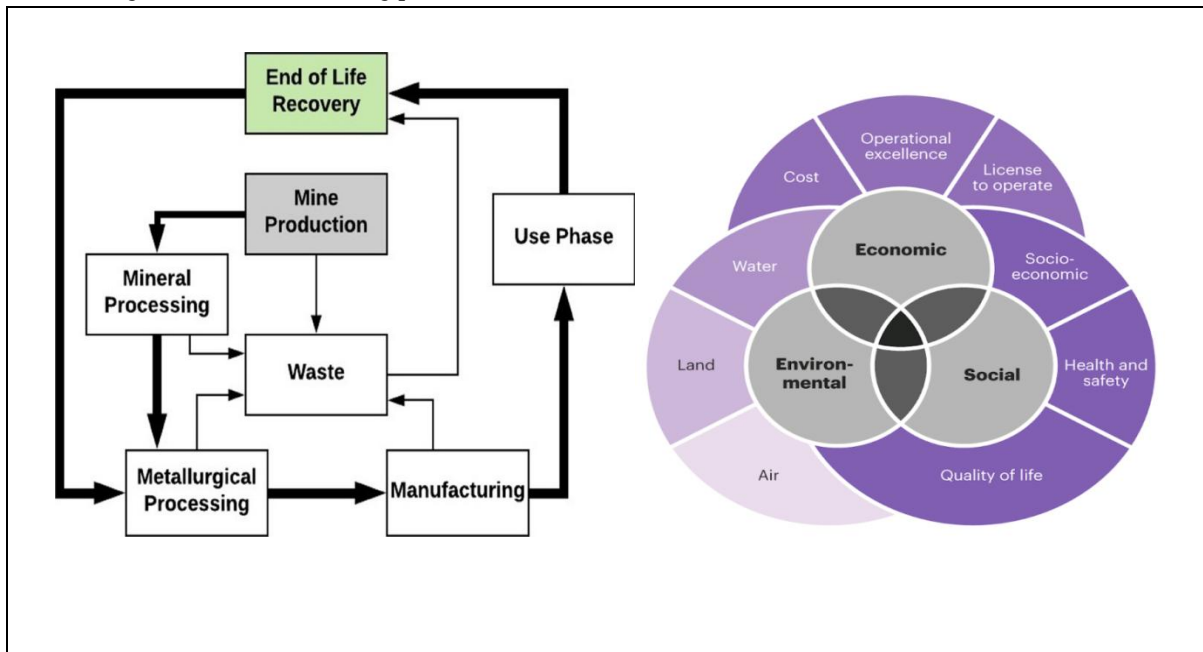 End of Life
Recovery
Mine
Production
Use Phase
Mineral
Processing
Waste
Metallurgical
Processing
Manufacturing
Operational
excellence
Cost
License
to operate
Water
Economic
Socio-
economic
Land
Environ-
mental
Social
Health and
safety
Air
Quality of life